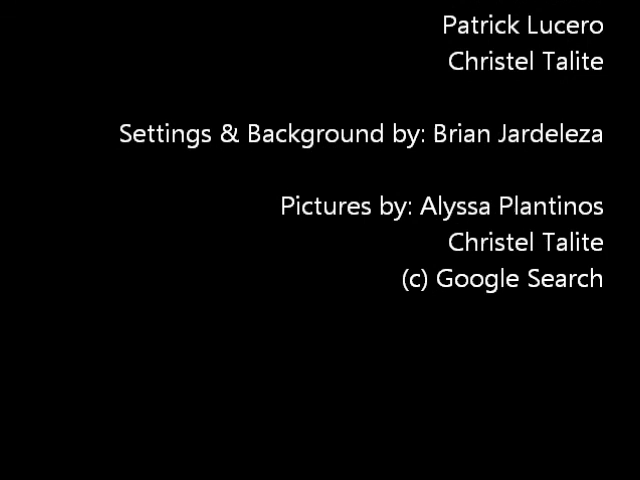 Patrick Lucero
Christel Talite
Settings & Background by: Brian Jardeleza
Pictures by: Alyssa Plantinos
Christel Talite
(c) Google Search